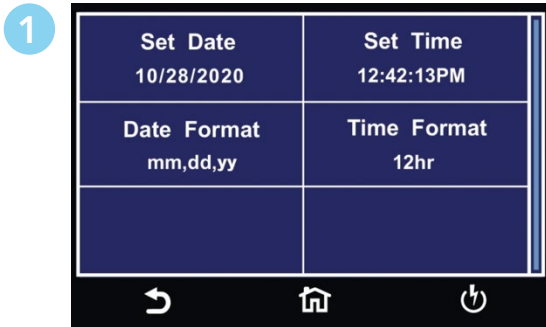 1
Set Date
10/28/2020
Set Time
12:42:13PM
Date Format
mm,dd,yy
Time Format
12hr